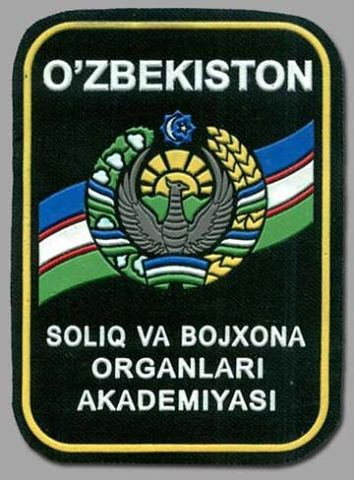 O'ZBEKISTON
SOLIQ VA BOJXONA
ORGANLARI
AKADEMIYASI